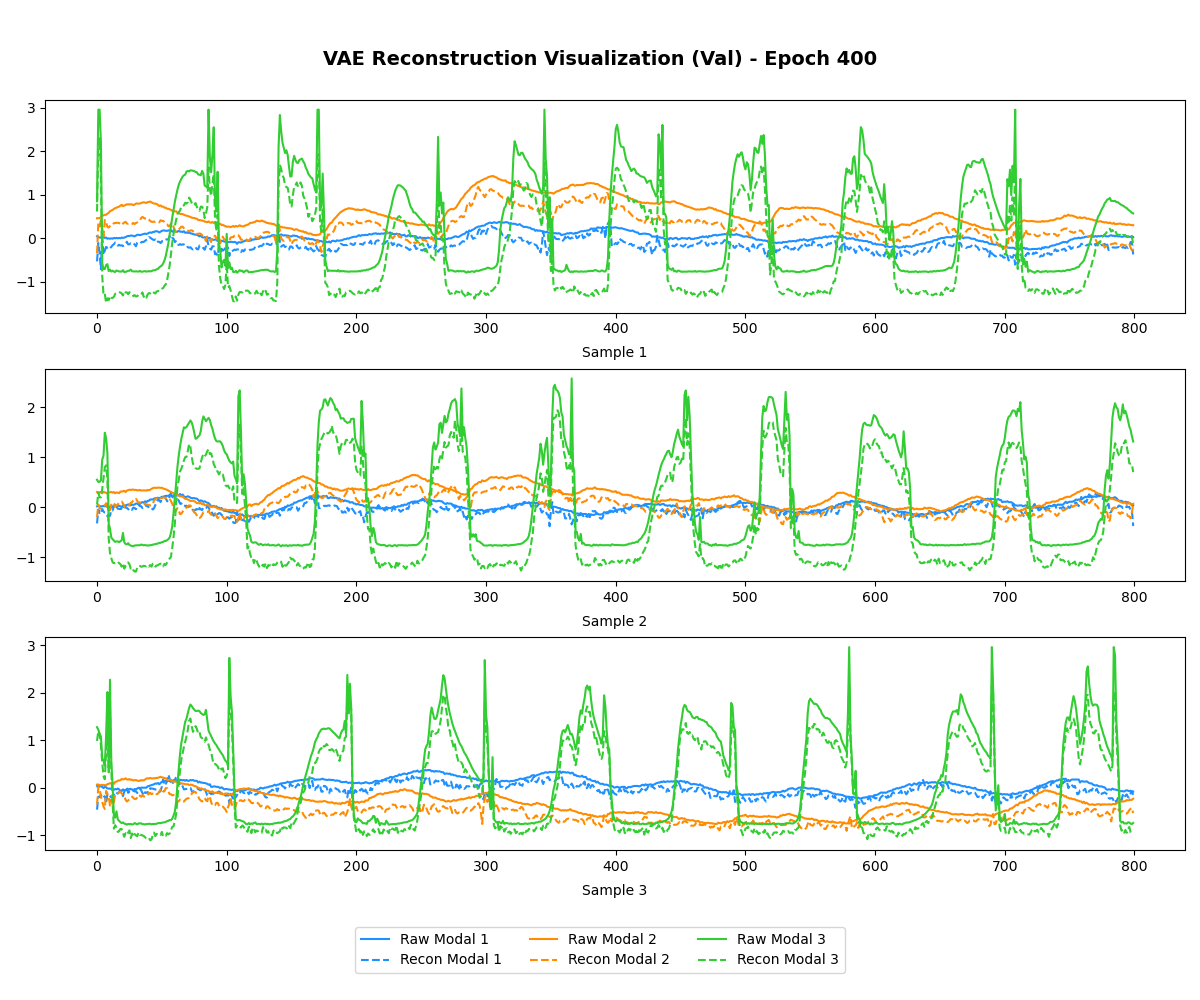 VAE Reconstruction Visualization (Val) - Epoch 400
3
2
1
0
−1
0 100 200 300 400 500 600 700 800
Sample 1
2
1
0
−1
0 100 200 300 400 500 600 700 800
Sample 2
3
2
1
0
−1
0 100 200 300 400 500 600 700 800
Sample 3
Raw Modal 1 Raw Modal 2 Raw Modal 3
Recon Modal 1 Recon Modal 2 Recon Modal 3